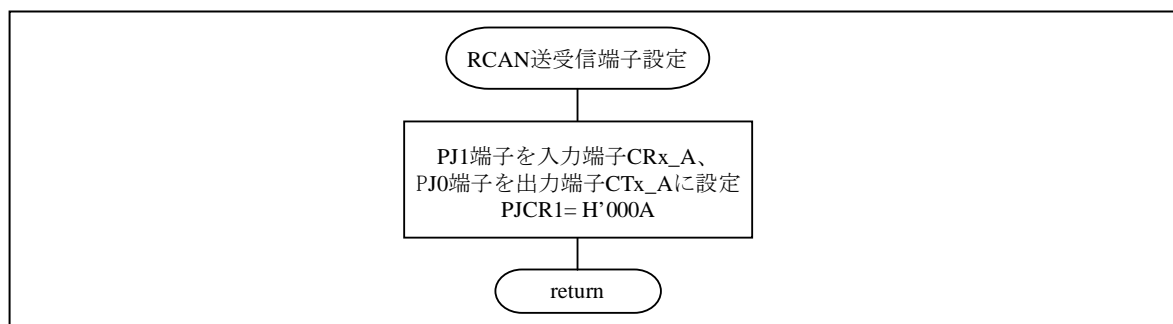 RCAN送受信端子設定
PJ1端子を入力端子CRx_A、
PJ0端子を出力端子CTx_Aに設定
PJCR1= H’000A
return